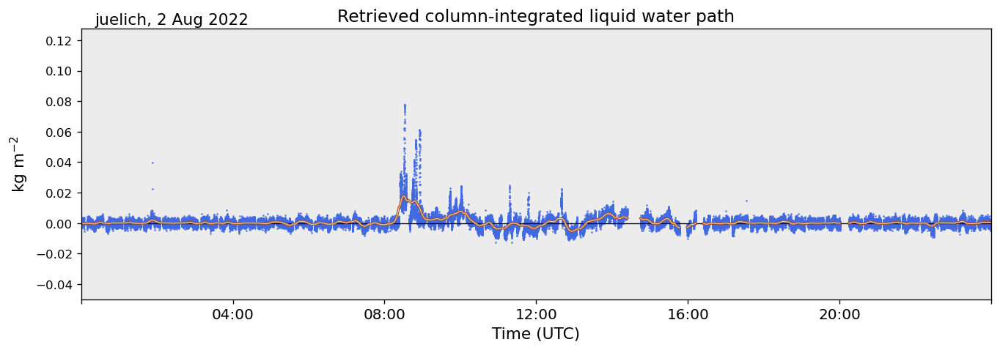 juelich, 2 Aug 2022
Retrieved column-integrated liquid water path
kg m⁻²
0.12
0.10
0.08
0.06
0.04
0.02
0.00
−0.02
−0.04
04:00 08:00 12:00 16:00 20:00
Time (UTC)